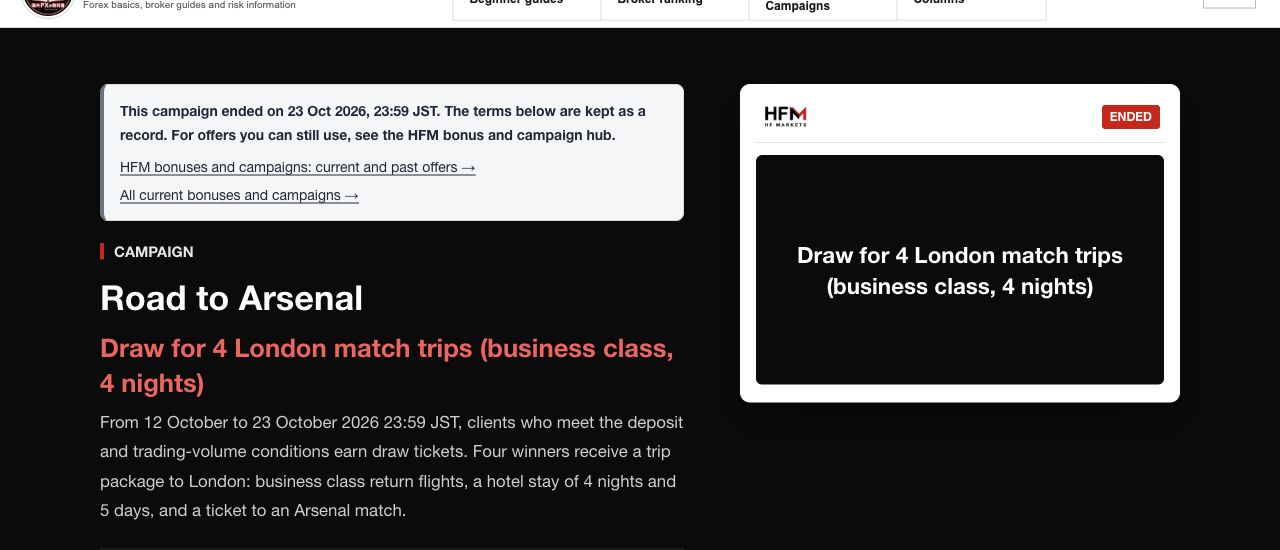 Forex basics, broker guides and risk information
Beginner guides
Broker ranking
Campaigns
Columns
This campaign ended on 23 Oct 2026, 23:59 JST. The terms below are kept as a
record. For offers you can still use, see the HFM bonus and campaign hub.
HFM bonuses and campaigns: current and past offers →
All current bonuses and campaigns →
CAMPAIGN
Road to Arsenal
Draw for 4 London match trips (business class,
4 nights)
From 12 October to 23 October 2026 23:59 JST, clients who meet the deposit
and trading-volume conditions earn draw tickets. Four winners receive a trip
package to London: business class return flights, a hotel stay of 4 nights and
5 days, and a ticket to an Arsenal match.
HFM
HF MARKETS
ENDED
Draw for 4 London match trips
(business class, 4 nights)